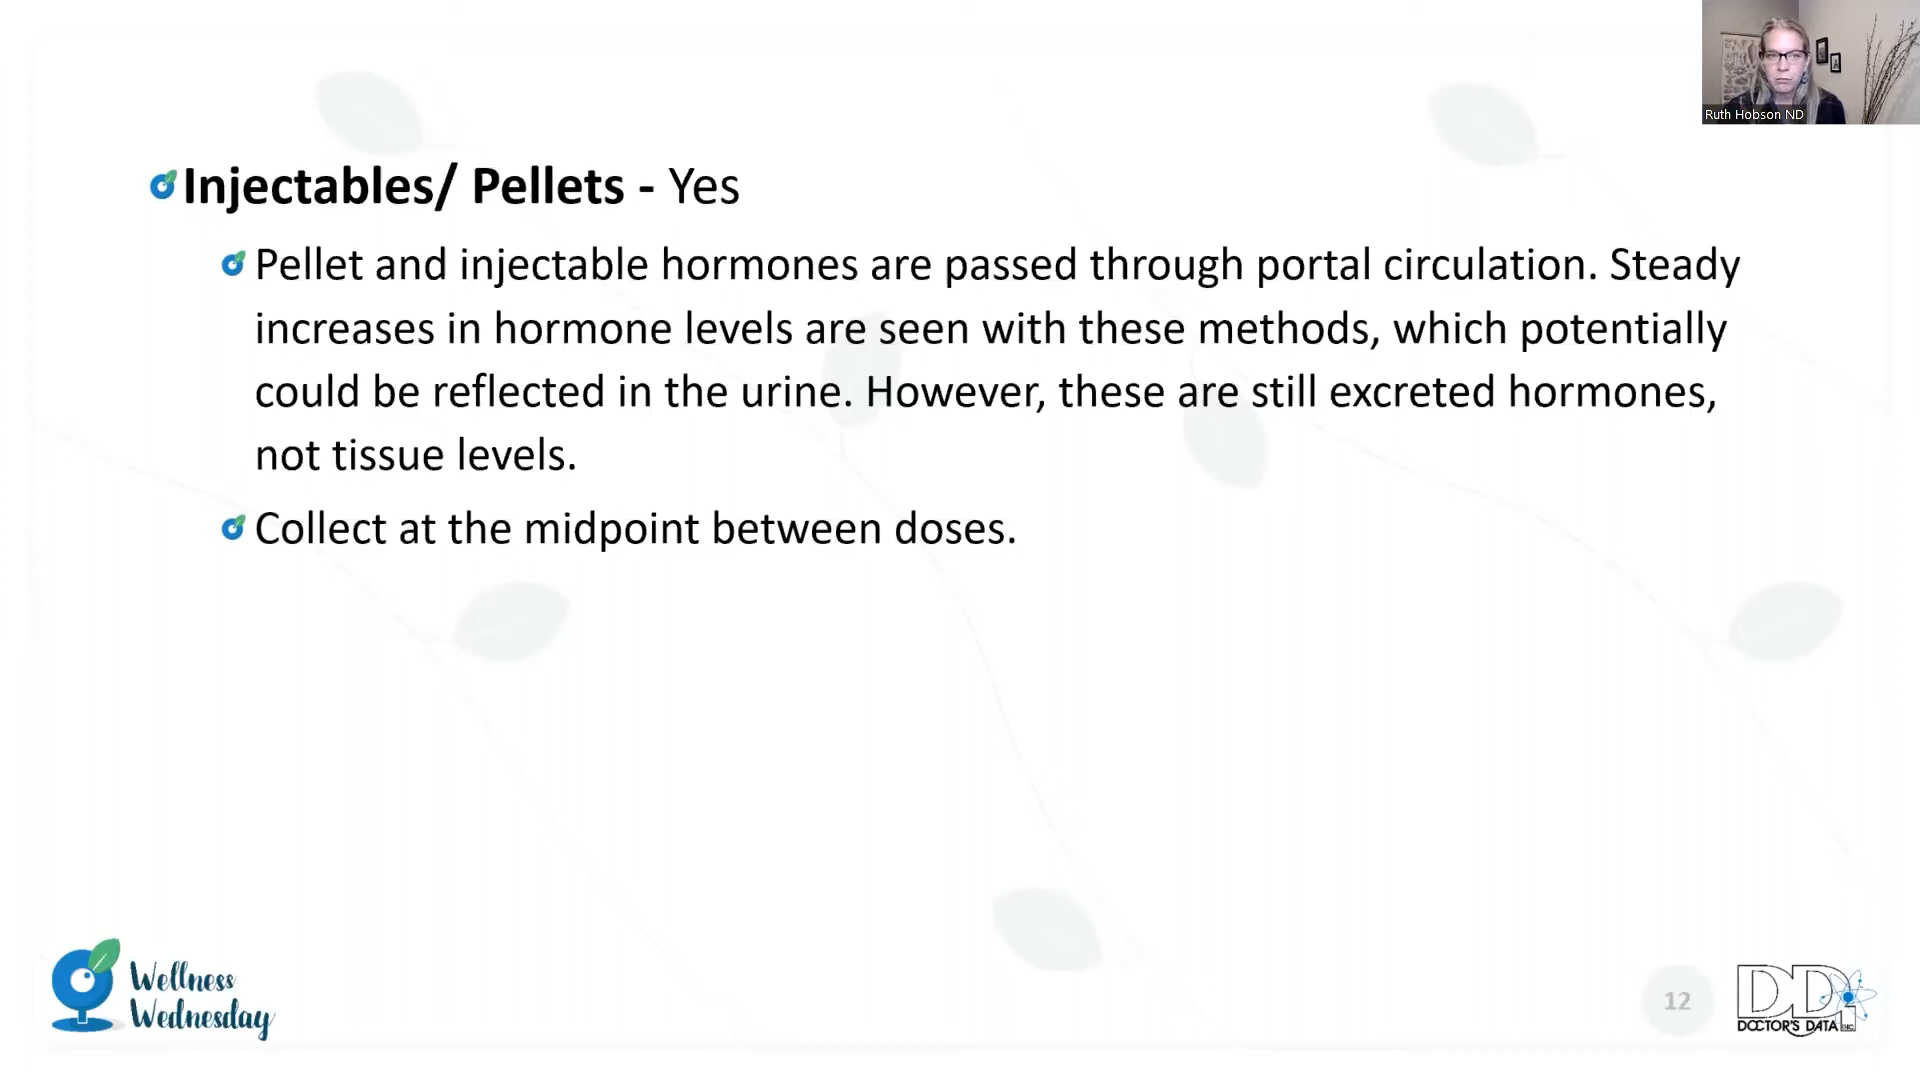 Ruth Hobson ND
Injectables/ Pellets - Yes
Pellet and injectable hormones are passed through portal circulation. Steady
increases in hormone levels are seen with these methods, which potentially
could be reflected in the urine. However, these are still excreted hormones,
not tissue levels.
Collect at the midpoint between doses.
Wellness
Wednesday
12
DDI
DOCTOR'S DATA INC.